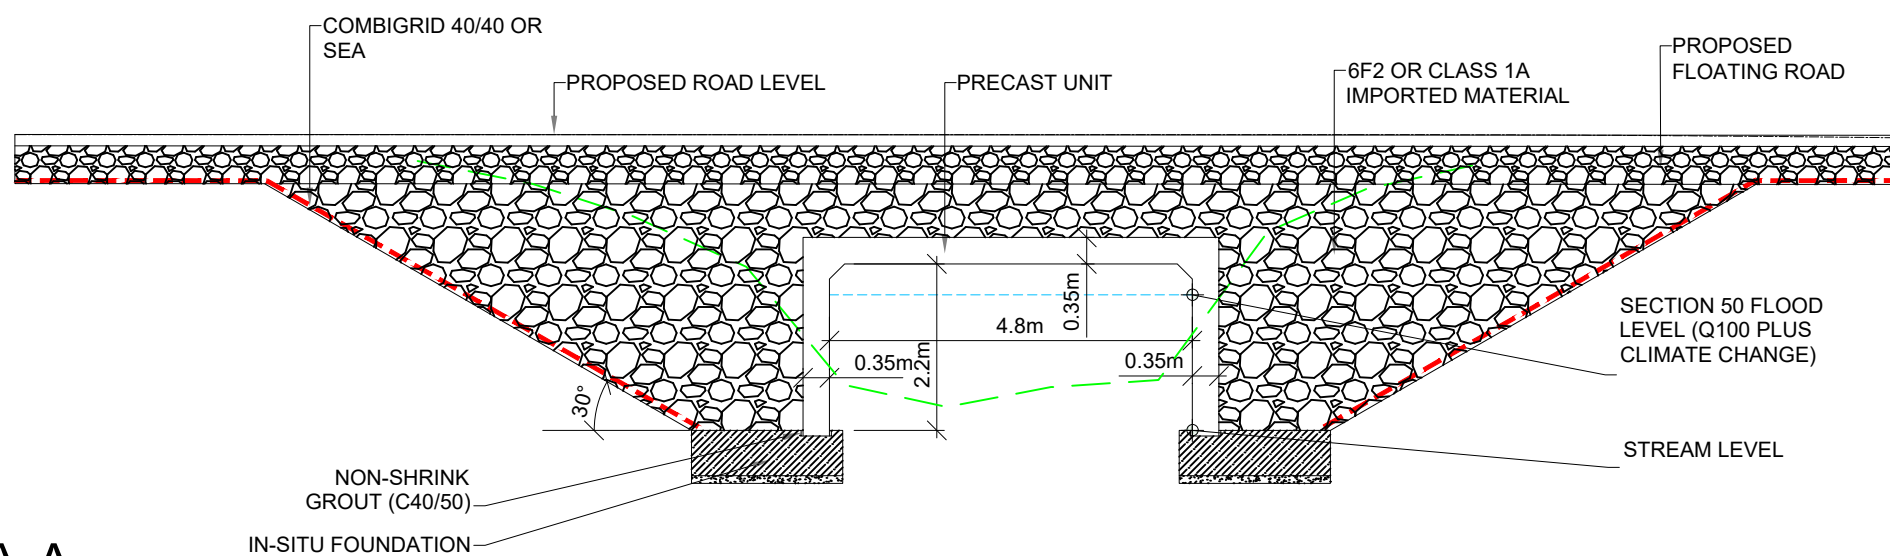 COMBIGRID 40/40 OR
SEA
PROPOSED ROAD LEVEL
PRECAST UNIT
6F2 OR CLASS 1A
IMPORTED MATERIAL
PROPOSED
FLOATING ROAD
0.35m
4.8m
0.35m
2.2m
0.35m
30°
SECTION 50 FLOOD
LEVEL (Q100 PLUS
CLIMATE CHANGE)
STREAM LEVEL
NON-SHRINK
GROUT (C40/50)
IN-SITU FOUNDATION